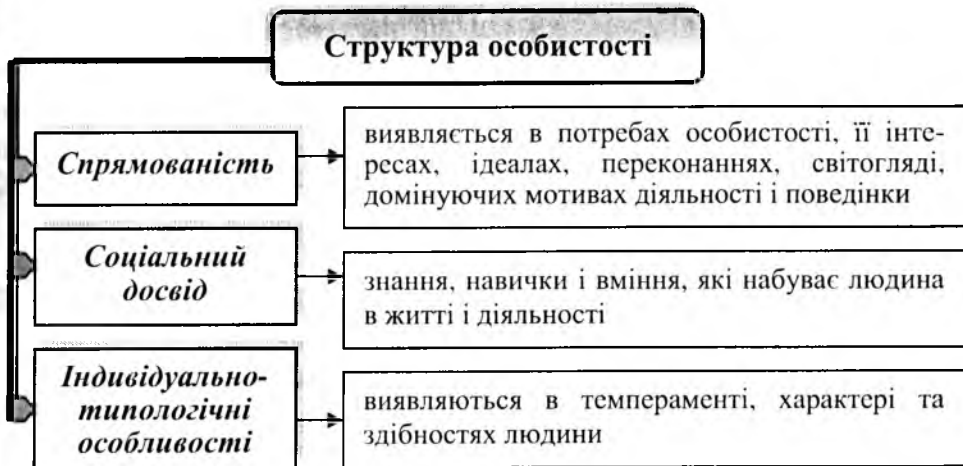 Структура особистості
Спрямованість
виявляється в потребах особистості, її інте-
ресах, ідеалах, переконаннях, світогляді,
домінуючих мотивах діяльності і поведінки
Соціальний
досвід
знання, навички і вміння, які набуває людина
в житті і діяльності
Індивідуально-
типологічні
особливості
виявляються в темпераменті, характері та
здібностях людини